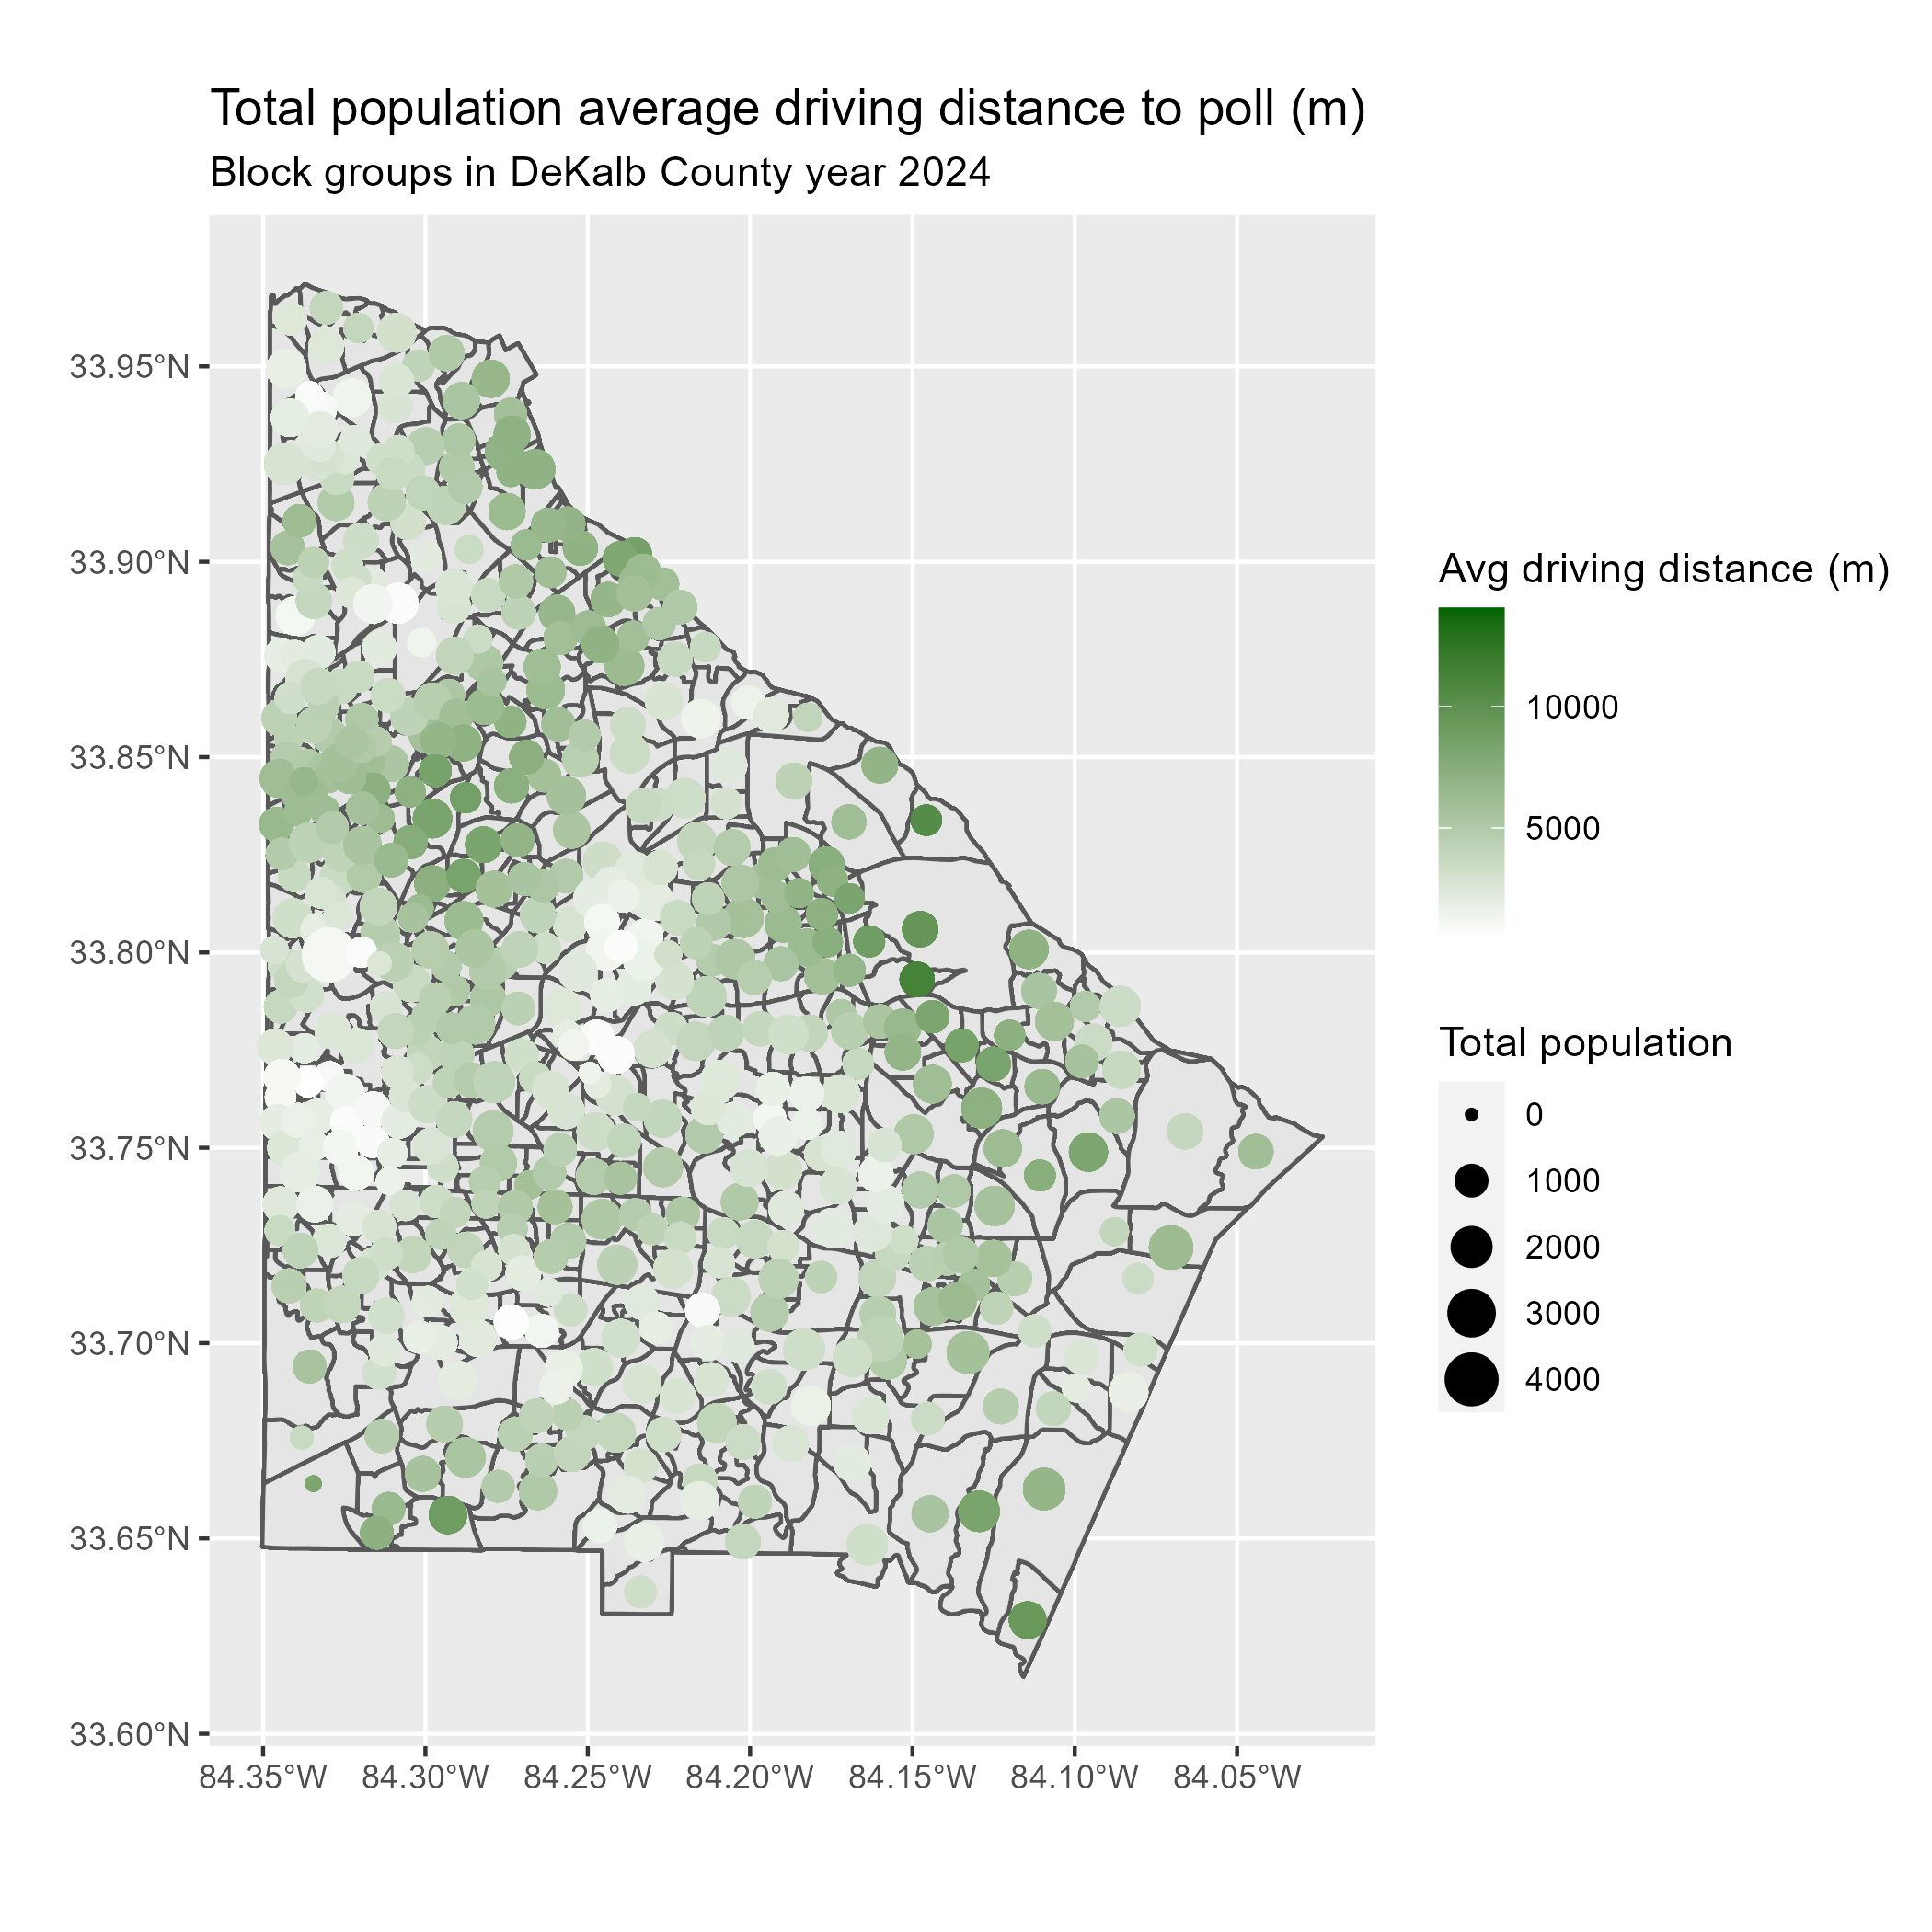 Total population average driving distance to poll (m)
Block groups in DeKalb County year 2024
33.95°N
33.90°N
33.85°N
33.80°N
33.75°N
33.70°N
33.65°N
33.60°N
84.35°W
84.30°W
84.25°W
84.20°W
84.15°W
84.10°W
84.05°W
Avg driving distance (m)
10000
5000
Total population
0
1000
2000
3000
4000